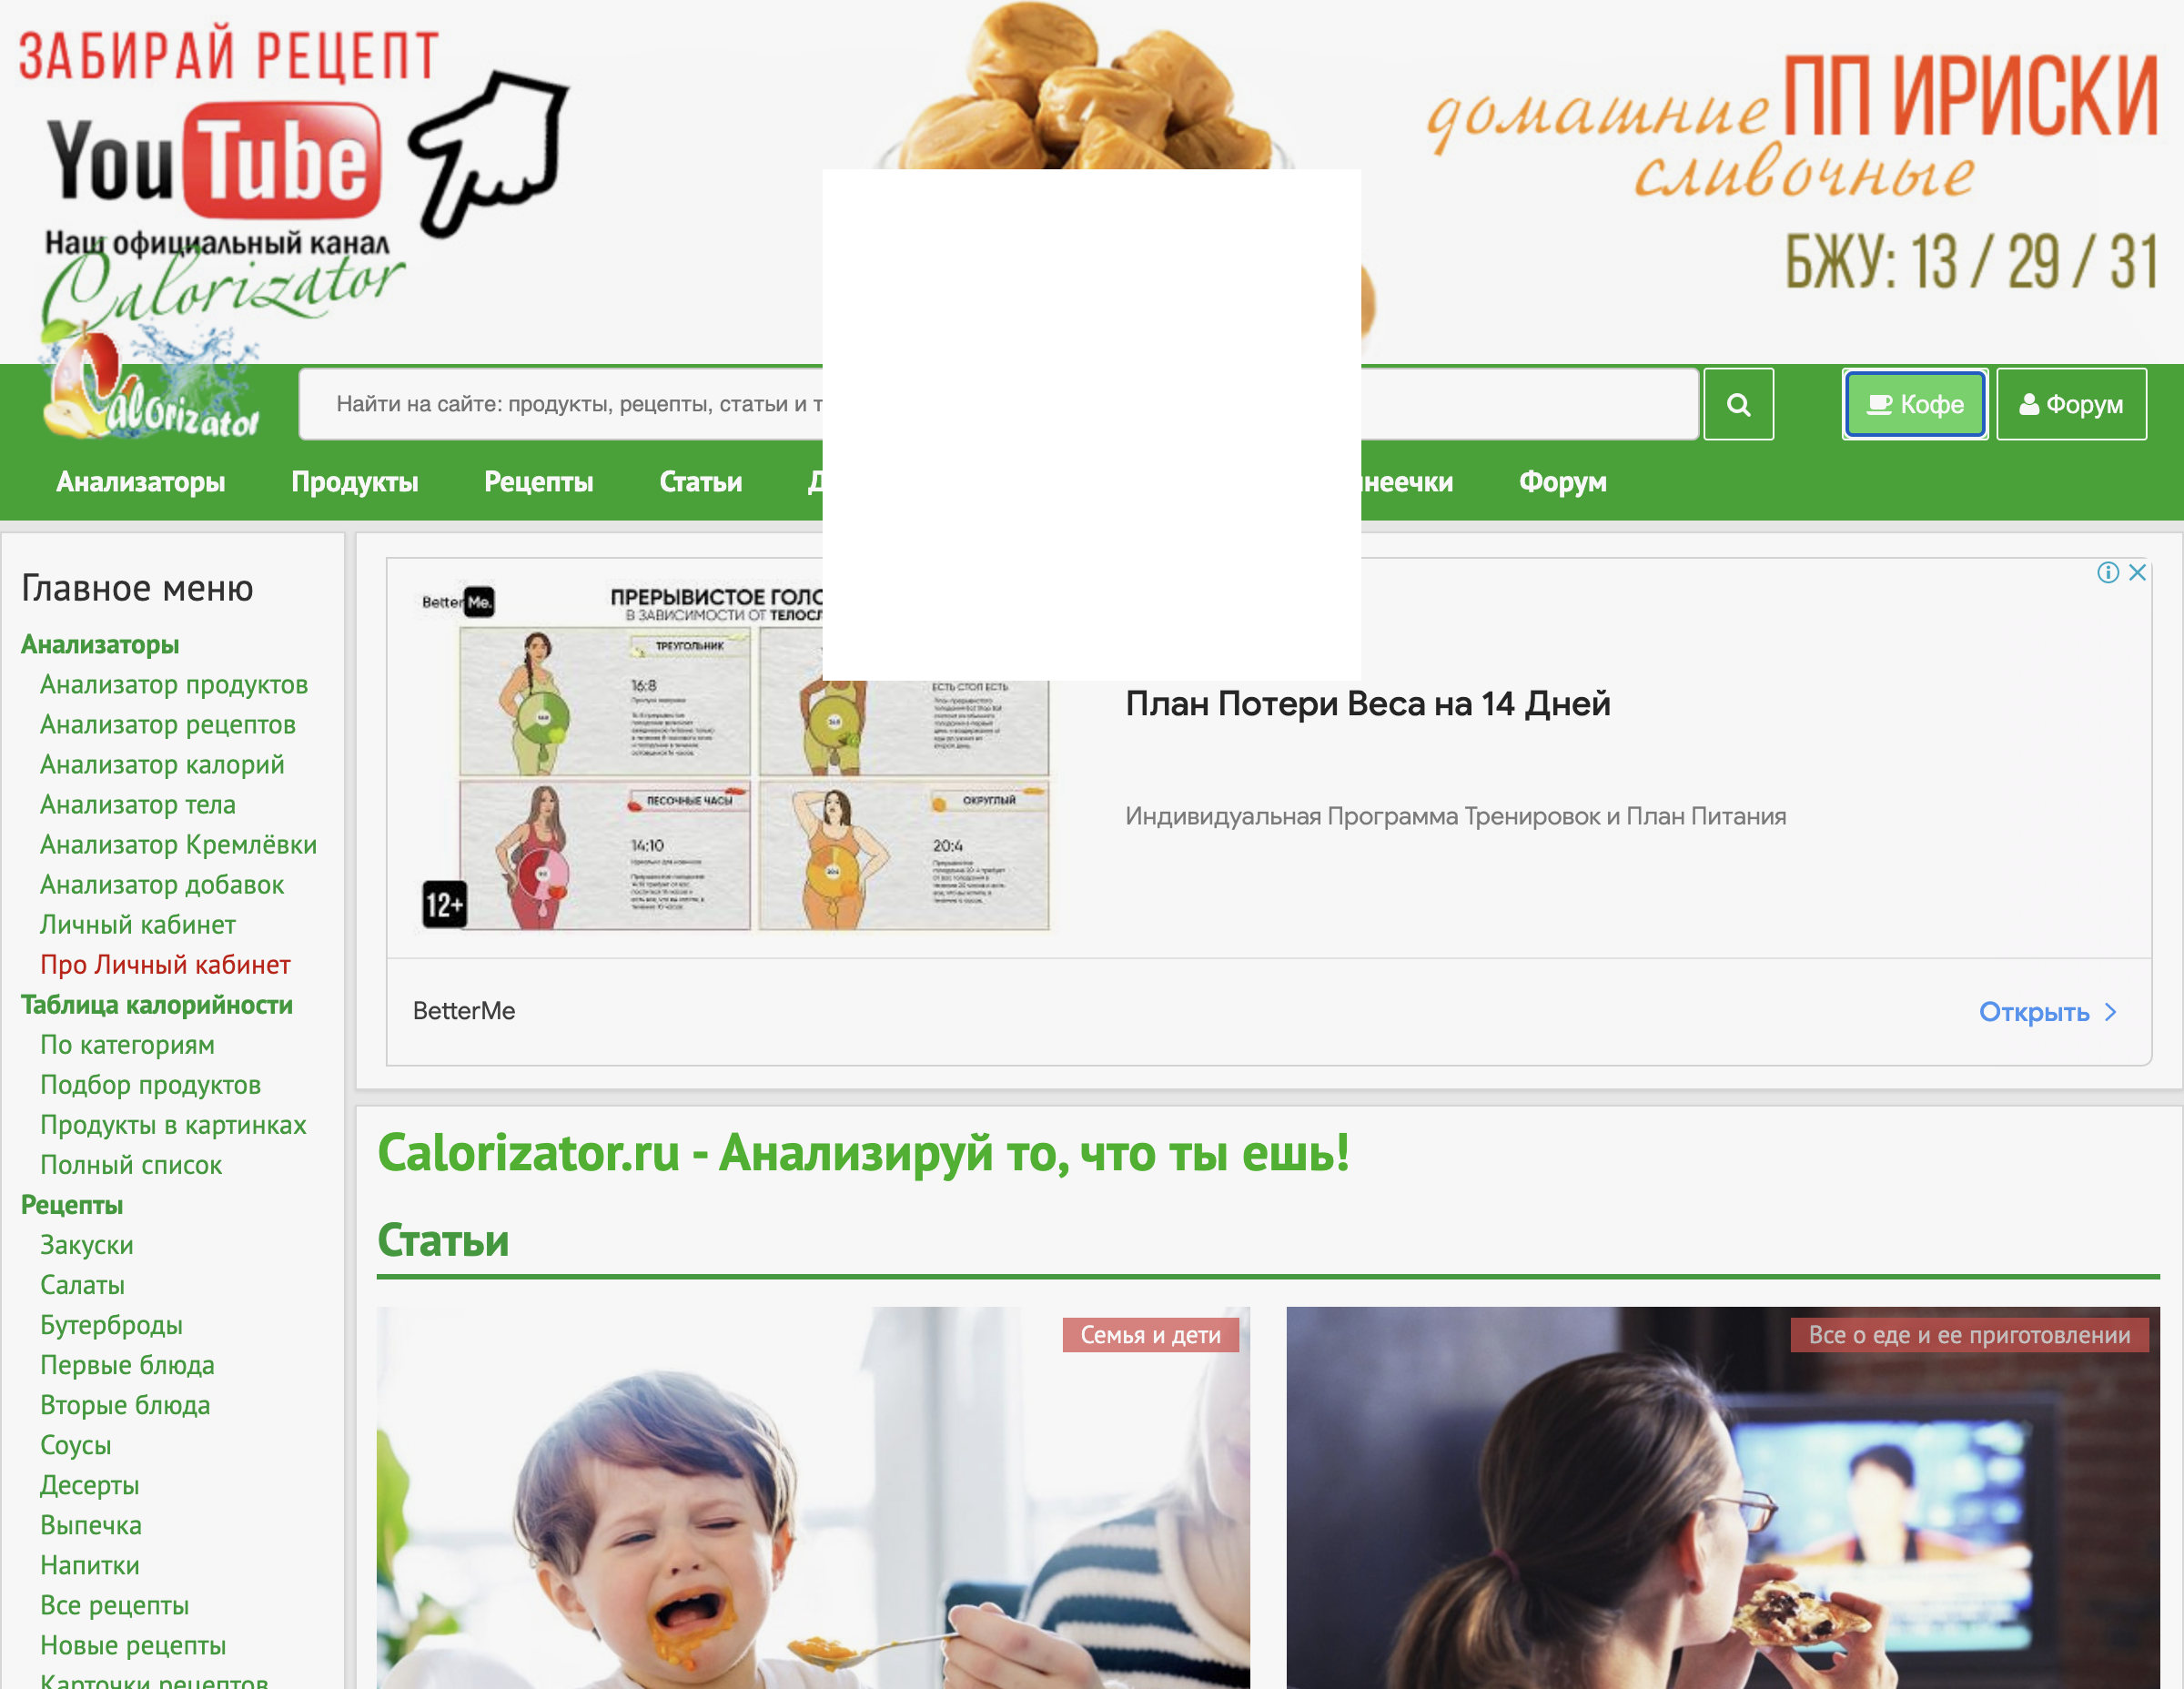 ЗАБИРАЙ РЕЦЕПТ
YouTube
Наш официальный канал
Calorizator
домашние ПП ИРИСКИ
сливочные
БЖУ: 13 / 29 / 31
Calorizator
Найти на сайте: продукты, рецепты, статьи и т
Кофе
Форум
Анализаторы Продукты Рецепты Статьи Д неечки Форум
Главное меню
Анализаторы
Анализатор продуктов
Анализатор рецептов
Анализатор калорий
Анализатор тела
Анализатор Кремлёвки
Анализатор добавок
Личный кабинет
Про Личный кабинет
Таблица калорийности
По категориям
Подбор продуктов
Продукты в картинках
Полный список
Рецепты
Закуски
Салаты
Бутерброды
Первые блюда
Вторые блюда
Соусы
Десерты
Выпечка
Напитки
Все рецепты
Новые рецепты
Карточки рецептов
BetterMe.
ПРЕРЫВИСТОЕ ГОЛО
В ЗАВИСИМОСТИ ОТ ТЕЛОСЛ
ТРЕУГОЛЬНИК
16:8
ЕСТЬ СТОП ЕСТЬ
ПЕСОЧНЫЕ ЧАСЫ
14:10
ОКРУГЛЫЙ
20:4
12+
План Потери Веса на 14 Дней
Индивидуальная Программа Тренировок и План Питания
BetterMe
Открыть
Calorizator.ru - Анализируй то, что ты ешь!
Статьи
Семья и дети
Все о еде и ее приготовлении